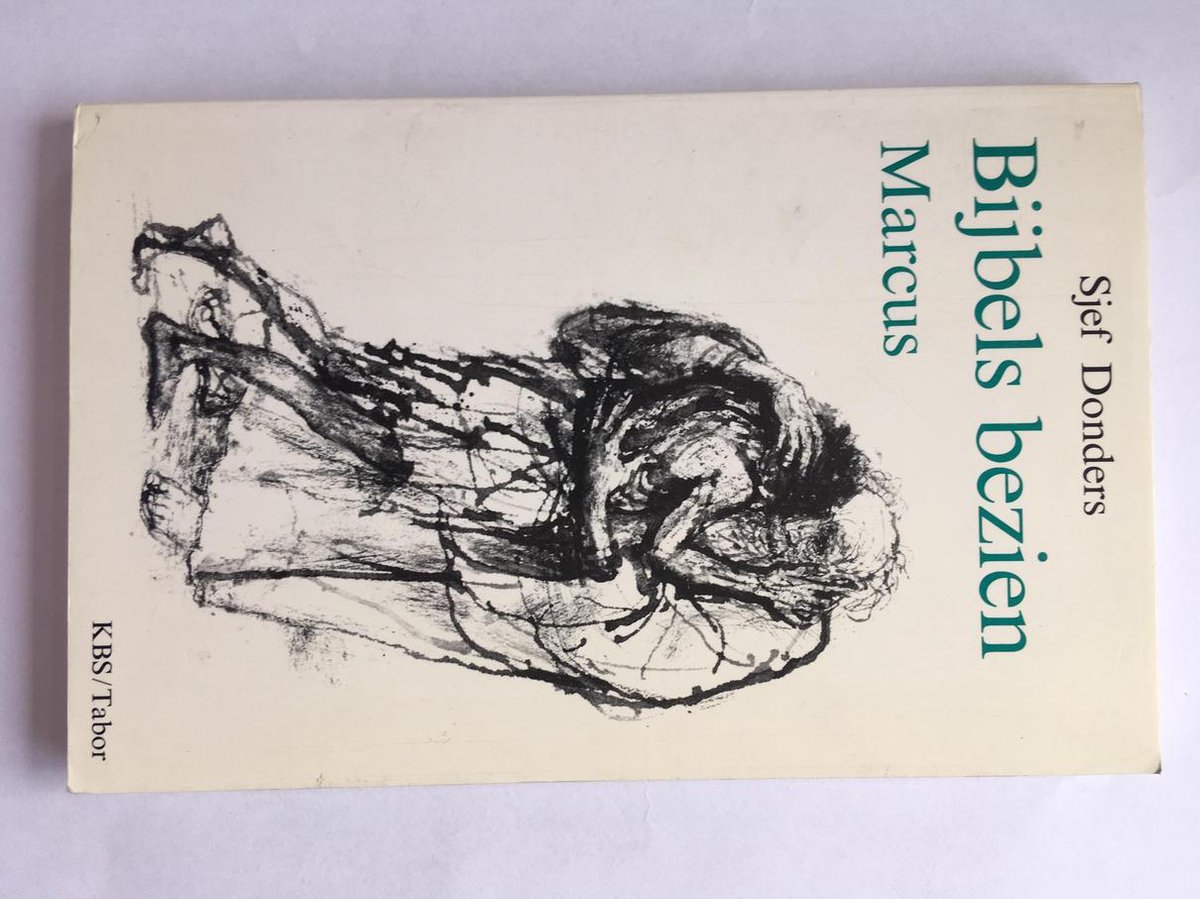 Sjef Donders
Bijbels bezien
Marcus
KBS/Tabor